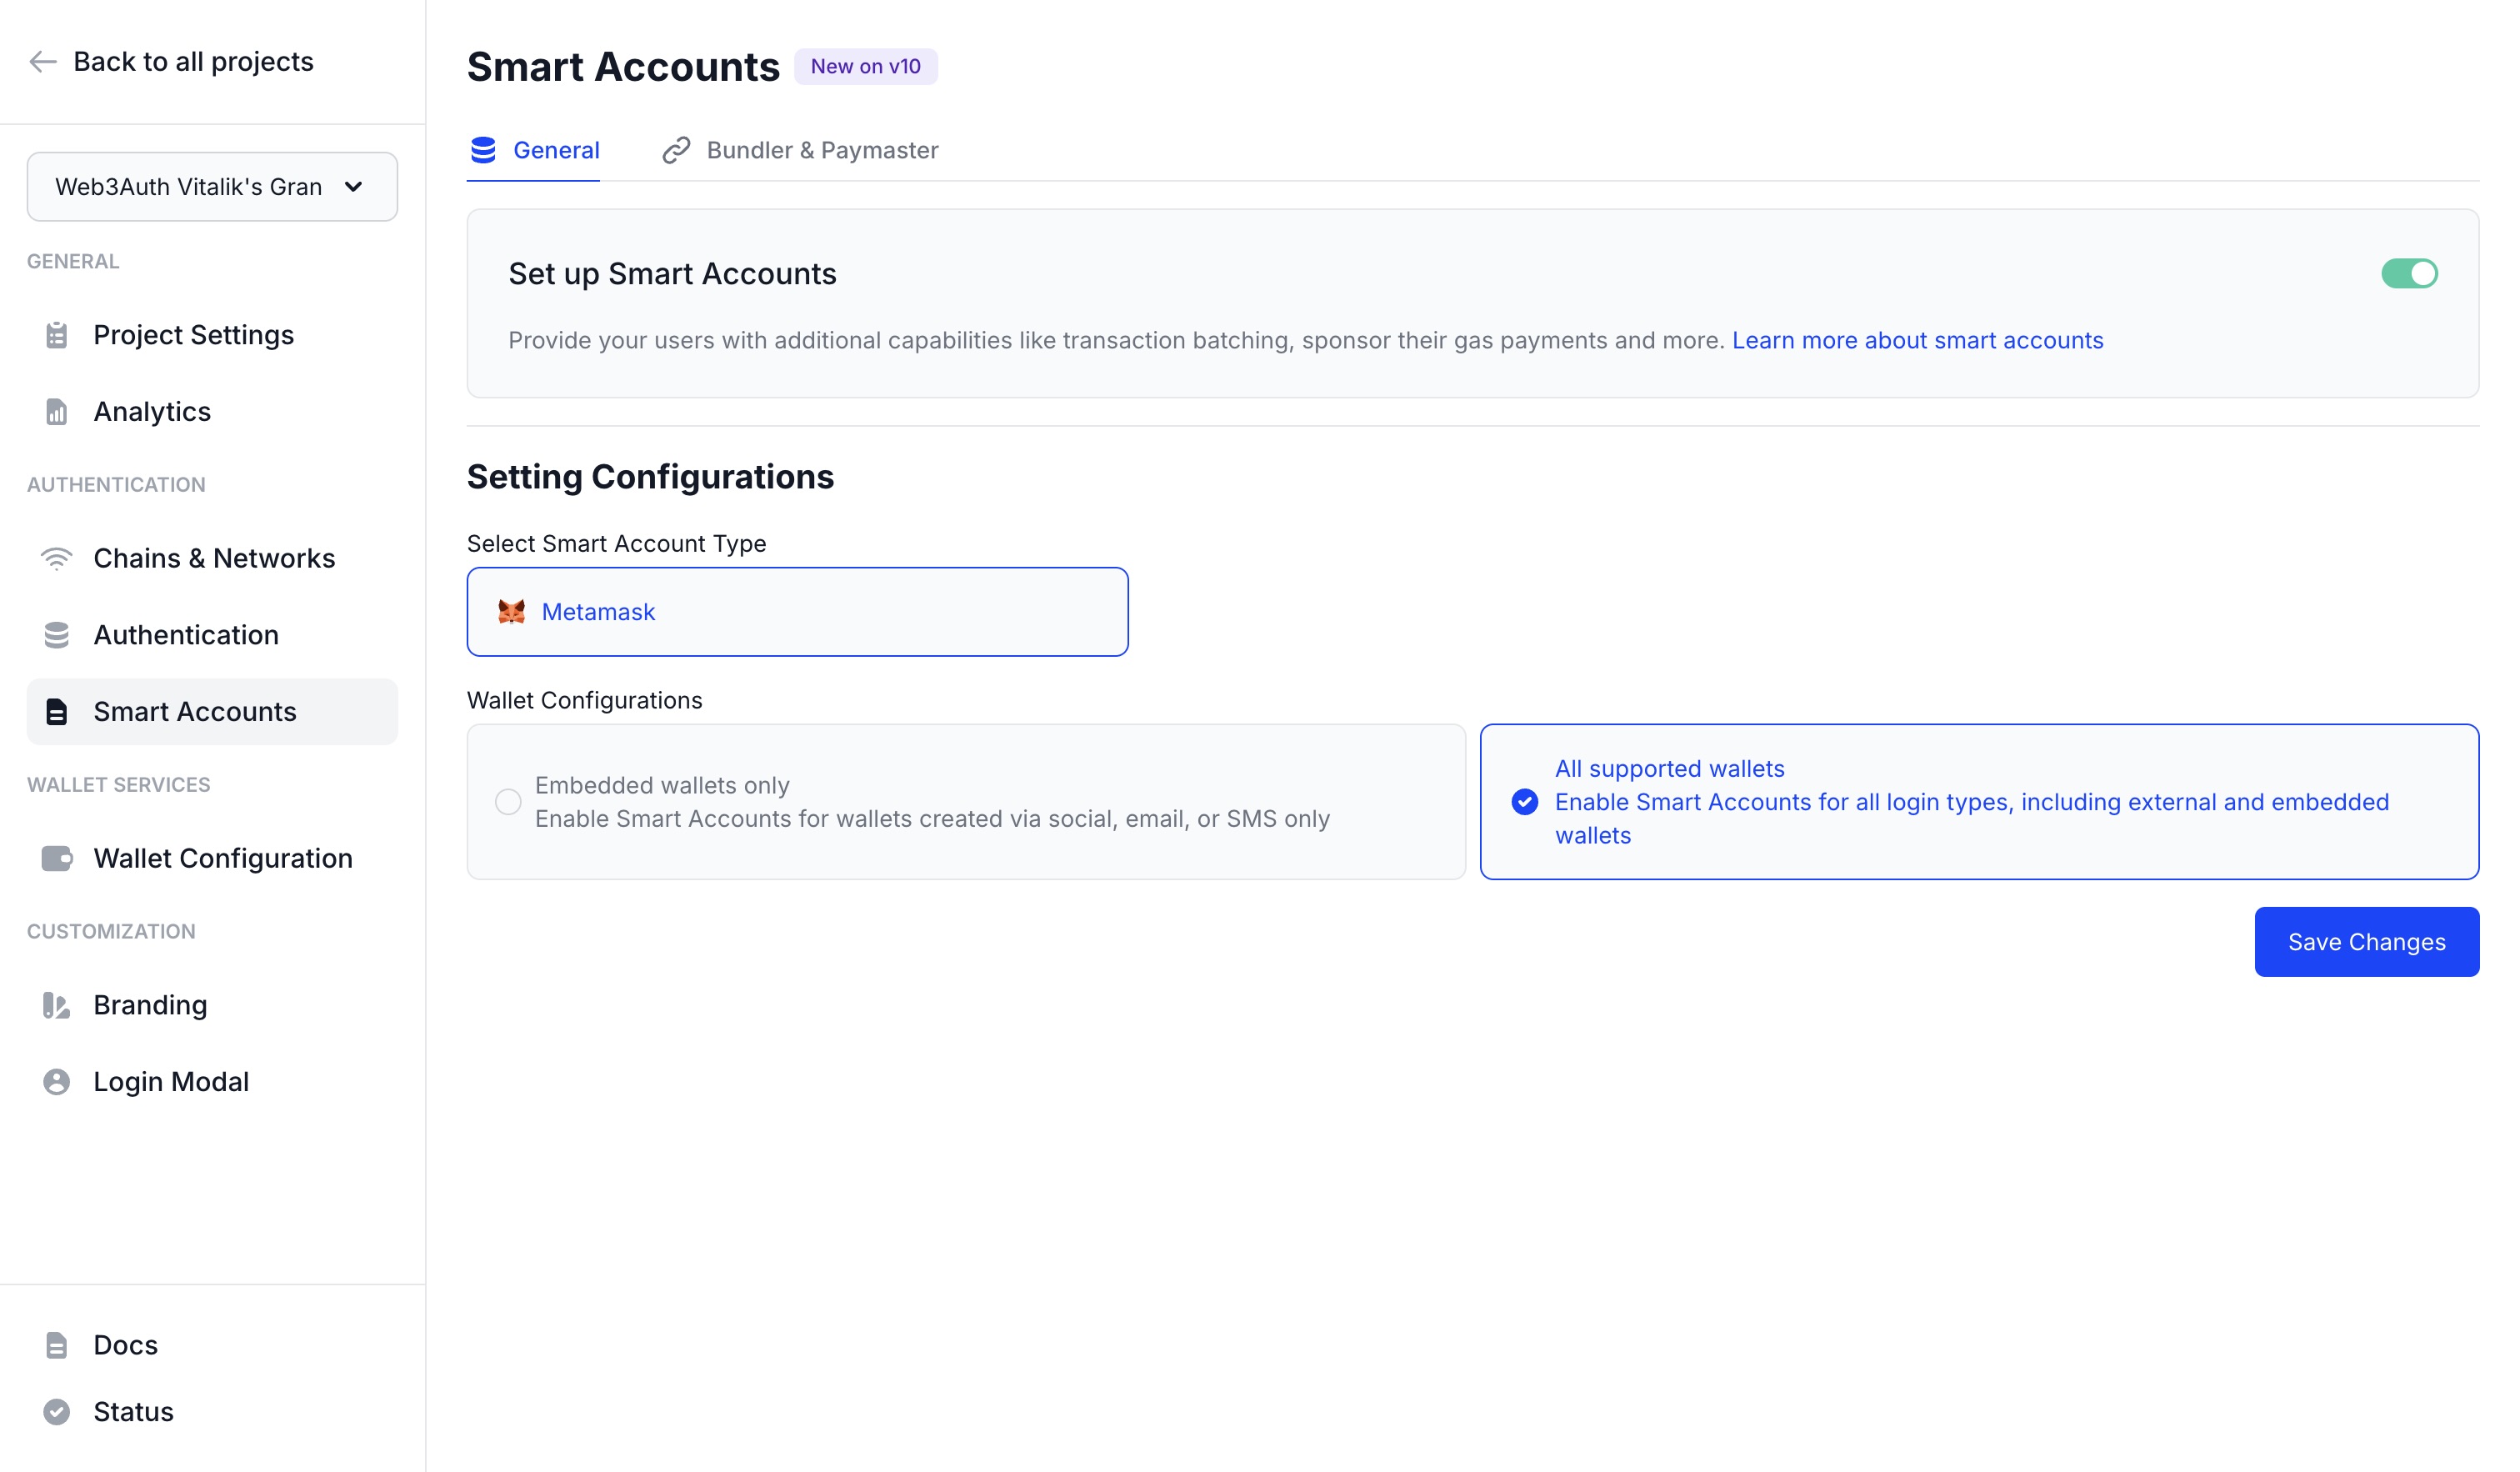 Back to all projects
Web3Auth Vitalik's Gran
GENERAL
Project Settings
Analytics
AUTHENTICATION
Chains & Networks
Authentication
Smart Accounts
WALLET SERVICES
Wallet Configuration
CUSTOMIZATION
Branding
Login Modal
Docs
Status
Smart Accounts New on v10
General Bundler & Paymaster
Set up Smart Accounts
Provide your users with additional capabilities like transaction batching, sponsor their gas payments and more. Learn more about smart accounts
Setting Configurations
Select Smart Account Type
Metamask
Wallet Configurations
Embedded wallets only
Enable Smart Accounts for wallets created via social, email, or SMS only
All supported wallets
Enable Smart Accounts for all login types, including external and embedded
wallets
Save Changes